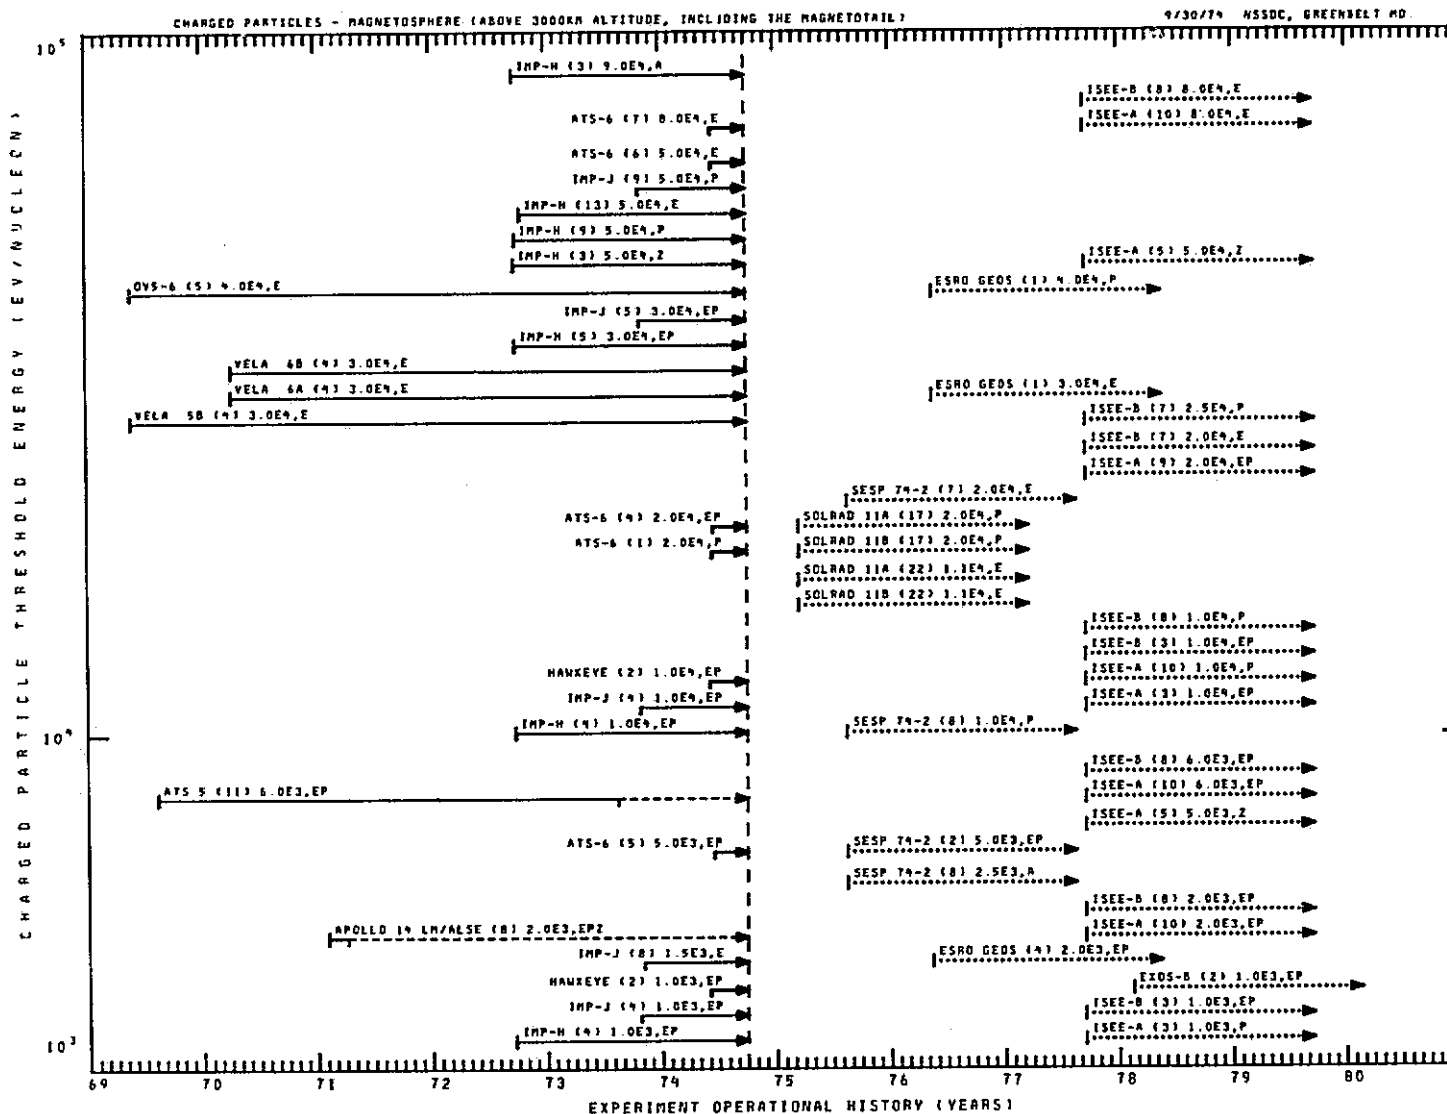 CHARGED PARTICLES - MAGNETOSPHERE (ABOVE 3000KM ALTITUDE, INCLUDING THE MAGNETOTAIL)
9/30/74 NSSDC, GREENBELT MD.
CHARGED PARTICLE THRESHOLD ENERGY (EV/NUCLEON)
10⁵
IMP-H (3) 9.0E4,A
ISEE-B (8) 8.0E4,E
ATS-6 (7) 8.0E4,E
ISEE-A (10) 8.0E4,E
ATS-6 (6) 5.0E4,E
IMP-J (9) 5.0E4,P
IMP-H (13) 5.0E4,E
IMP-H (9) 5.0E4,P
IMP-H (3) 5.0E4,Z
ISEE-A (5) 5.0E4,Z
OV5-6 (5) 4.0E4,E
ESRO GEOS (1) 4.0E4,P
IMP-J (5) 3.0E4,EP
IMP-H (5) 3.0E4,EP
VELA 6B (4) 3.0E4,E
VELA 6A (4) 3.0E4,E
ESRO GEOS (1) 3.0E4,E
VELA 5B (4) 3.0E4,E
ISEE-B (7) 2.5E4,P
ISEE-B (7) 2.0E4,E
ISEE-A (9) 2.0E4,EP
SESP 74-2 (7) 2.0E4,E
ATS-6 (4) 2.0E4,EP
SOLRAD 11A (17) 2.0E4,P
ATS-6 (1) 2.0E4,P
SOLRAD 11B (17) 2.0E4,P
SOLRAD 11A (22) 1.1E4,E
SOLRAD 11B (22) 1.1E4,E
ISEE-B (8) 1.0E4,P
ISEE-B (3) 1.0E4,EP
HAWKEYE (2) 1.0E4,EP
ISEE-A (10) 1.0E4,P
IMP-J (4) 1.0E4,EP
ISEE-A (3) 1.0E4,EP
IMP-H (4) 1.0E4,EP
SESP 74-2 (8) 1.0E4,P
10⁴
ISEE-B (8) 6.0E3,EP
ATS 5 (11) 6.0E3,EP
ISEE-A (10) 6.0E3,EP
ISEE-A (5) 5.0E3,Z
ATS-6 (5) 5.0E3,EP
SESP 74-2 (2) 5.0E3,EP
SESP 74-2 (8) 2.5E3,A
ISEE-B (8) 2.0E3,EP
APOLLO 14 LM/ALSE (8) 2.0E3,EPZ
ISEE-A (10) 2.0E3,EP
IMP-J (8) 1.5E3,E
ESRO GEOS (4) 2.0E3,EP
HAWKEYE (2) 1.0E3,EP
EXOS-B (2) 1.0E3,EP
IMP-J (4) 1.0E3,EP
ISEE-B (3) 1.0E3,EP
IMP-H (4) 1.0E3,EP
ISEE-A (3) 1.0E3,P
10³
69 70 71 72 73 74 75 76 77 78 79 80
EXPERIMENT OPERATIONAL HISTORY (YEARS)